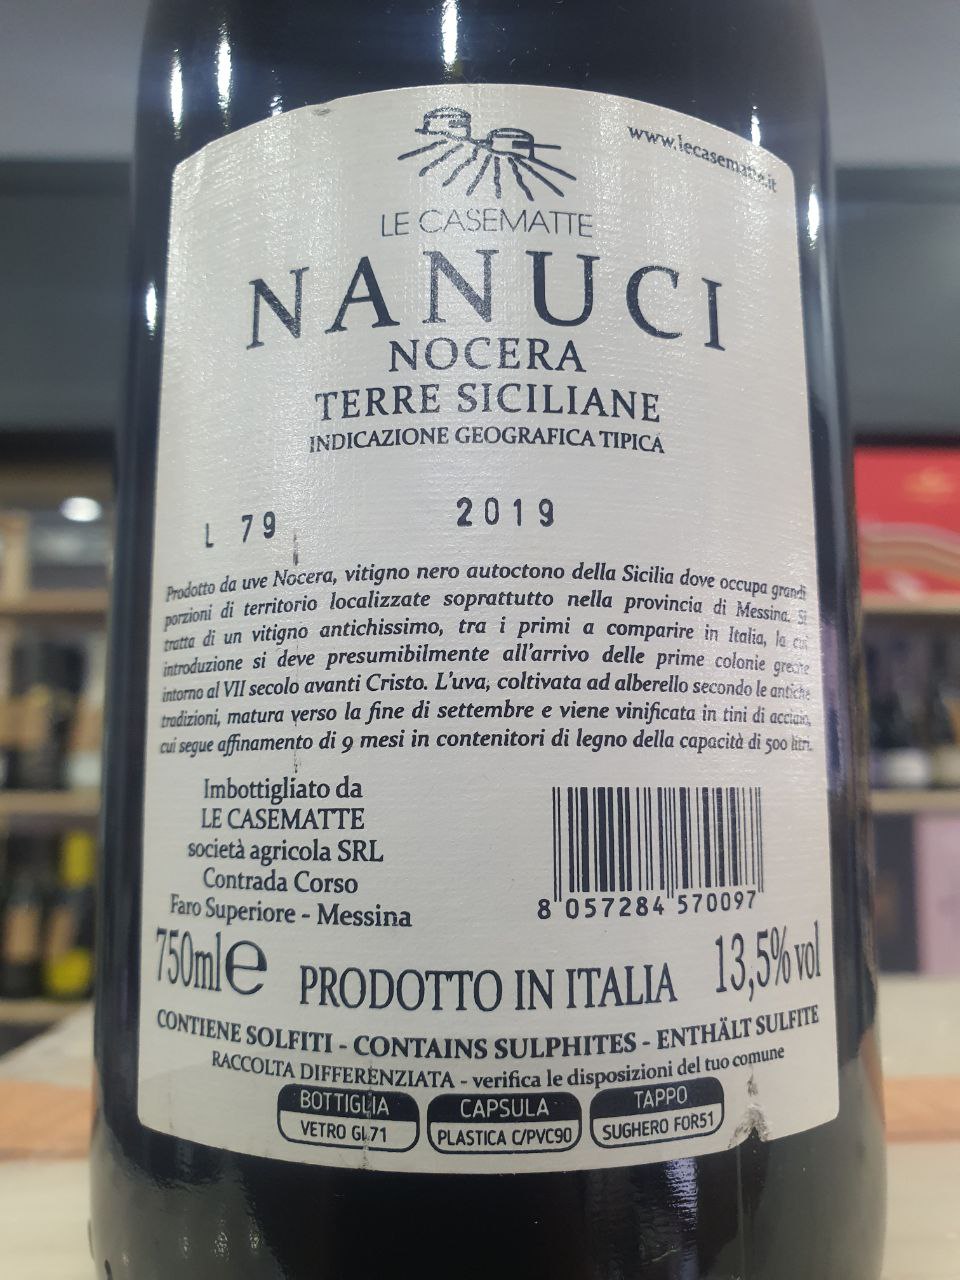 www.lecasematte.it
LE CASEMATTE
NANUCI
NOCERA
TERRE SICILIANE
INDICAZIONE GEOGRAFICA TIPICA
L 79 2019
Prodotto da uve Nocera, vitigno nero autoctono della Sicilia dove occupa grandi
porzioni di territorio localizzate soprattutto nella provincia di Messina. Si
tratta di un vitigno antichissimo, tra i primi a comparire in Italia, la cui
introduzione si deve presumibilmente all'arrivo delle prime colonie greche
intorno al VII secolo avanti Cristo. L'uva, coltivata ad alberello secondo le antiche
tradizioni, matura verso la fine di settembre e viene vinificata in tini di acciaio,
cui segue affinamento di 9 mesi in contenitori di legno della capacità di 500 litri.
Imbottigliato da
LE CASEMATTE
società agricola SRL
Contrada Corso
Faro Superiore - Messina
8 057284 570097
750ml e PRODOTTO IN ITALIA 13,5% vol
CONTIENE SOLFITI - CONTAINS SULPHITES - ENTHÄLT SULFITE
RACCOLTA DIFFERENZIATA - verifica le disposizioni del tuo comune
BOTTIGLIA CAPSULA TAPPO
VETRO GL71 PLASTICA C/PVC90 SUGHERO FOR51